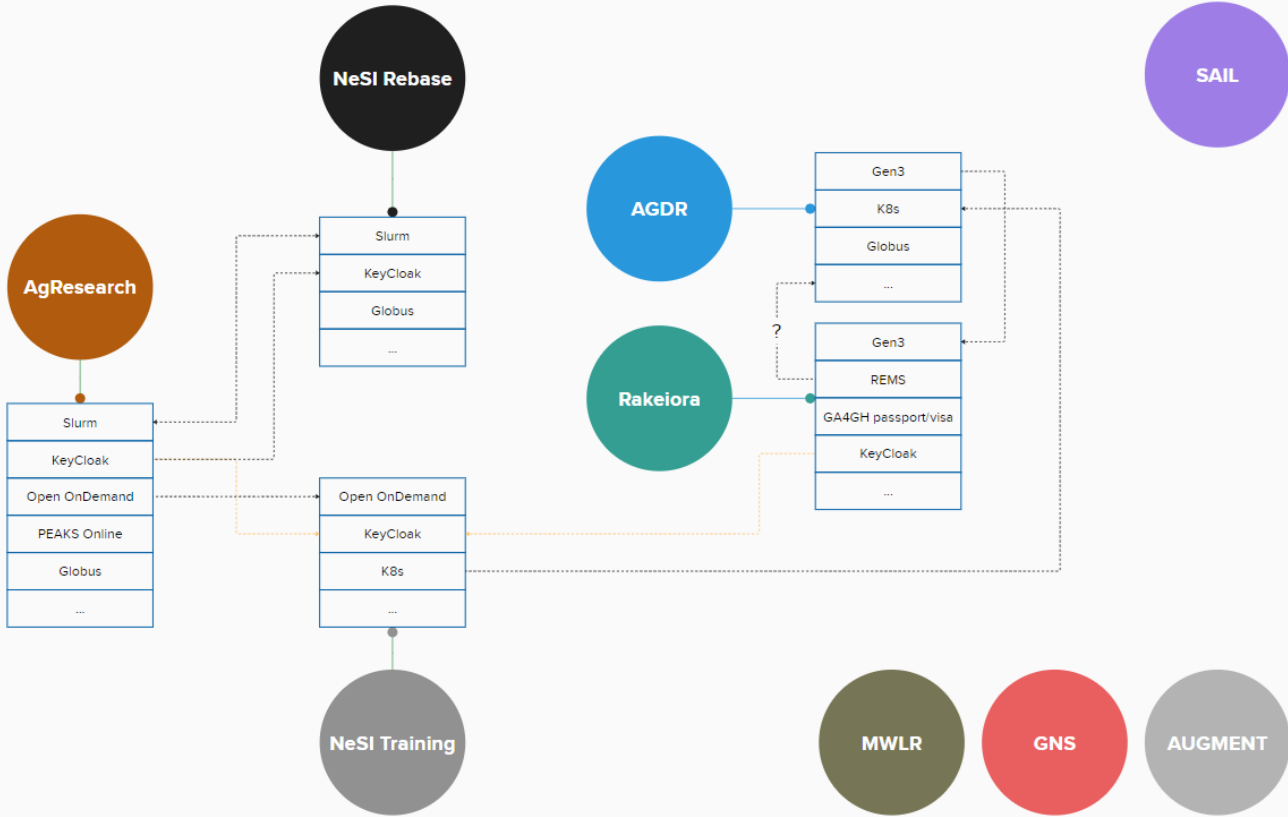 NeSI Rebase
SAIL
AGDR
Gen3
K8s
Globus
...
Slurm
KeyCloak
Globus
...
AgResearch
?
Rakeiora
Gen3
REMS
GA4GH passport/visa
KeyCloak
...
Slurm
KeyCloak
Open OnDemand
PEAKS Online
Globus
...
Open OnDemand
KeyCloak
K8s
...
NeSI Training
MWLR
GNS
AUGMENT